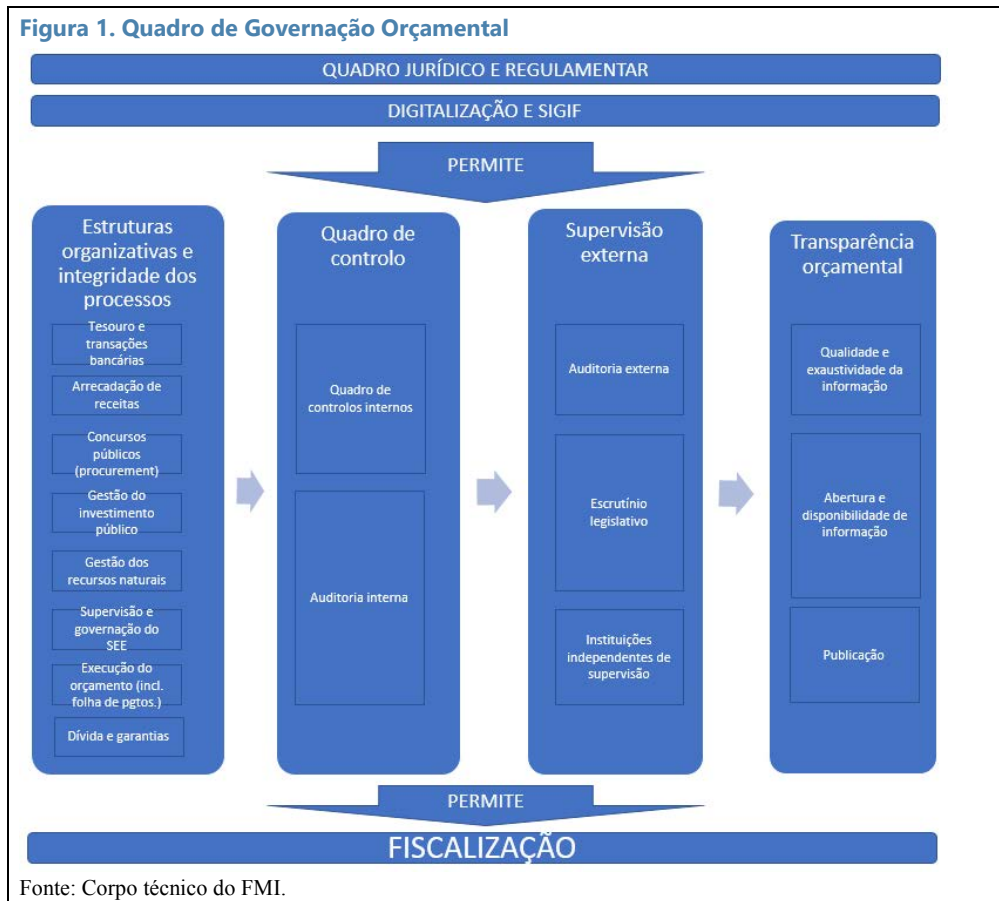 Figura 1. Quadro de Governação Orçamental
QUADRO JURÍDICO E REGULAMENTAR
DIGITALIZAÇÃO E SIGIF
PERMITE
Estruturas
organizativas e
integridade dos
processos
Tesouro e
transações
bancárias
Arrecadação de
receitas
Concursos
públicos
(procurement)
Gestão do
investimento
público
Gestão dos
recursos naturais
Supervisão e
governação do
SEE
Execução do
orçamento (incl.
folha de pgtos.)
Dívida e garantias
Quadro de
controlo
Quadro de
controlos internos
Auditoria interna
Supervisão
externa
Auditoria externa
Escrutínio
legislativo
Instituições
independentes de
supervisão
Transparência
orçamental
Qualidade e
exaustividade da
informação
Abertura e
disponibilidade de
informação
Publicação
PERMITE
FISCALIZAÇÃO
Fonte: Corpo técnico do FMI.